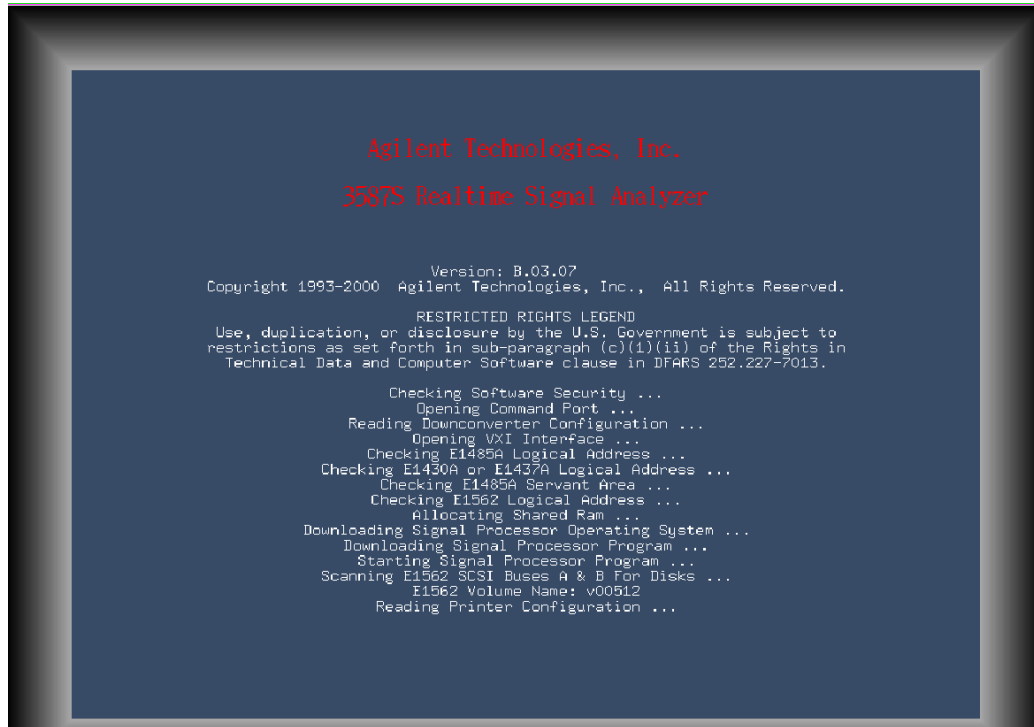 Agilent Technologies, Inc.
3587S Realtime Signal Analyzer
Version: B.03.07
Copyright 1993-2000  Agilent Technologies, Inc.,  All Rights Reserved.
RESTRICTED RIGHTS LEGEND
Use, duplication, or disclosure by the U.S. Government is subject to
restrictions as set forth in sub-paragraph (c)(1)(ii) of the Rights in
Technical Data and Computer Software clause in DFARS 252.227-7013.
Checking Software Security ...
Opening Command Port ...
Reading Downconverter Configuration ...
Opening VXI Interface ...
Checking E1485A Logical Address ...
Checking E1430A or E1437A Logical Address ...
Checking E1485A Servant Area ...
Checking E1562 Logical Address ...
Allocating Shared Ram ...
Downloading Signal Processor Operating System ...
Downloading Signal Processor Program ...
Starting Signal Processor Program ...
Scanning E1562 SCSI Buses A & B For Disks ...
E1562 Volume Name: v00512
Reading Printer Configuration ...